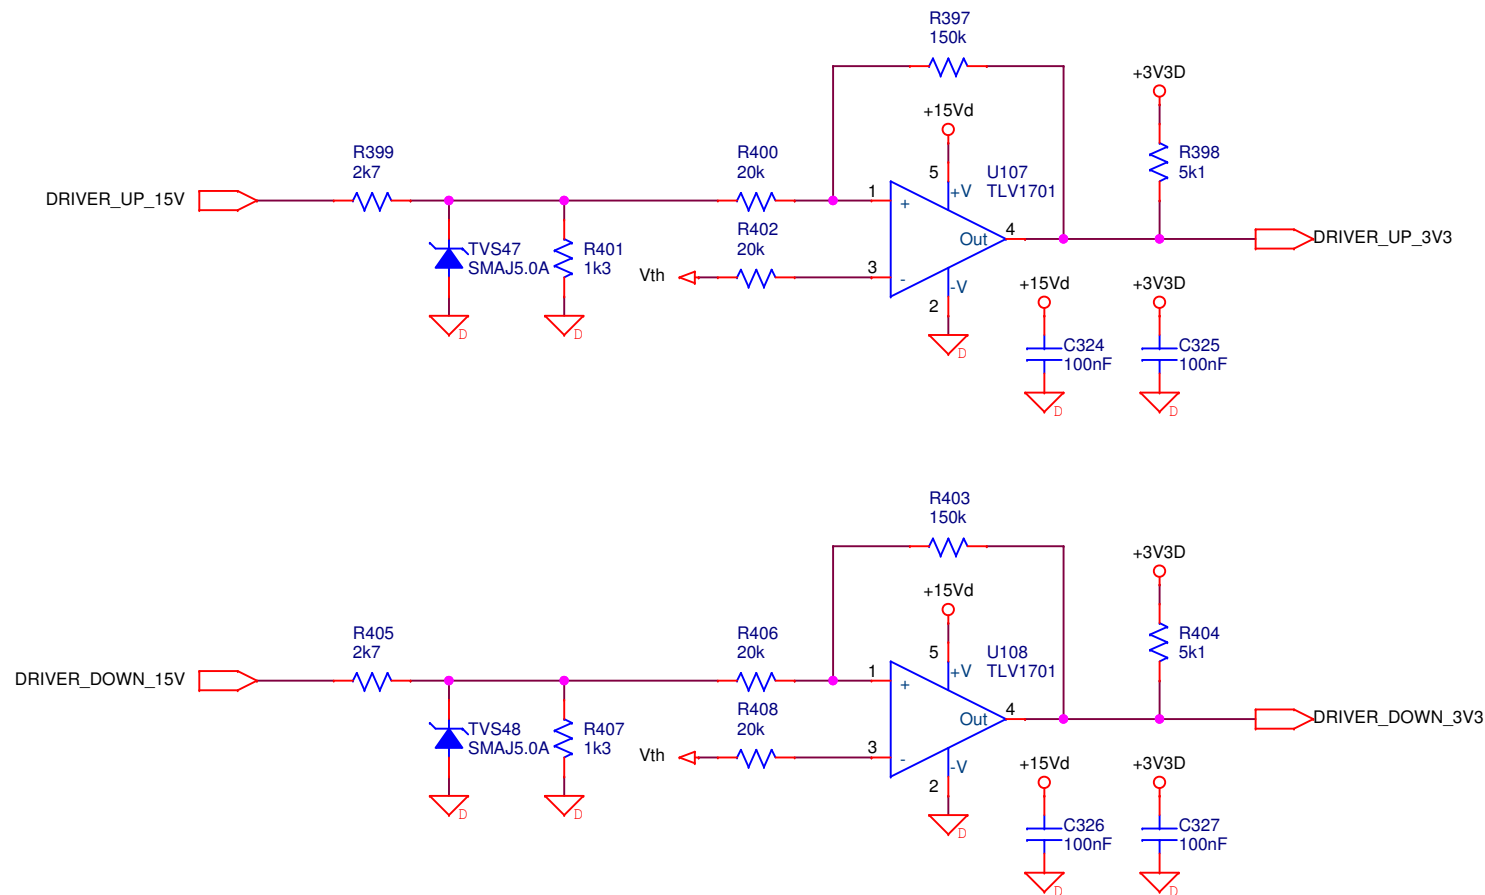 R397
150k
+3V3D
+15Vd
R399
2k7
R400
20k
R398
5k1
U107
TLV1701
5
+V
DRIVER_UP_15V
1
+
R402
20k
4
Out
DRIVER_UP_3V3
TVS47
SMAJ5.0A
R401
1k3
Vth
3
-
-V
2
+15Vd
+3V3D
D
D
D
C324
100nF
C325
100nF
D
D
R403
150k
+3V3D
+15Vd
R405
2k7
R406
20k
R404
5k1
U108
TLV1701
5
+V
DRIVER_DOWN_15V
1
+
R408
20k
4
Out
DRIVER_DOWN_3V3
TVS48
SMAJ5.0A
R407
1k3
Vth
3
-
-V
2
+15Vd
+3V3D
D
D
D
C326
100nF
C327
100nF
D
D